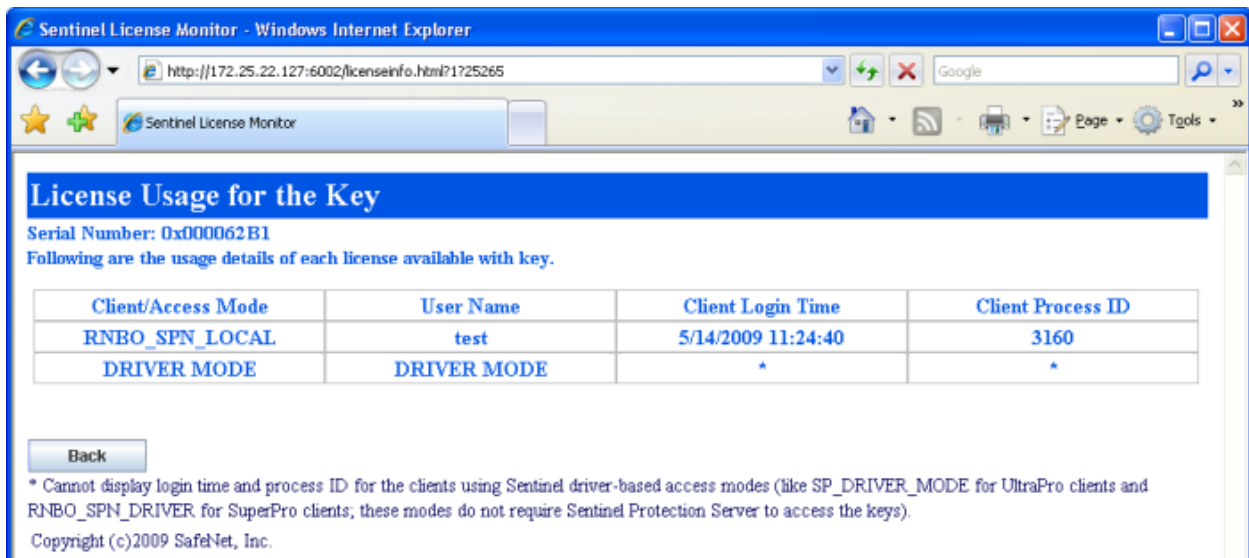 Sentinel License Monitor - Windows Internet Explorer
http://172.25.22.127:6002/licenseinfo.html?1?25265
Google
Sentinel License Monitor
Page
Tools
License Usage for the Key
Serial Number: 0x000062B1
Following are the usage details of each license available with key.
Client/Access Mode User Name Client Login Time Client Process ID
RNBO_SPN_LOCAL test 5/14/2009 11:24:40 3160
DRIVER MODE DRIVER MODE * *
Back
* Cannot display login time and process ID for the clients using Sentinel driver-based access modes (like SP_DRIVER_MODE for UltraPro clients and
RNBO_SPN_DRIVER for SuperPro clients; these modes do not require Sentinel Protection Server to access the keys).
Copyright (c)2009 SafeNet, Inc.